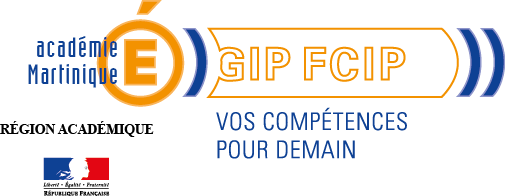 académie
Martinique
É
GIP FCIP
VOS COMPÉTENCES
POUR DEMAIN
RÉGION ACADÉMIQUE
Liberté • Égalité • Fraternité
RÉPUBLIQUE FRANÇAISE